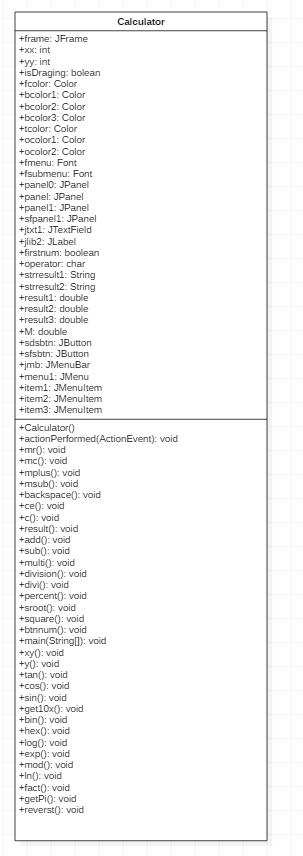 Calculator
+frame: JFrame
+xx: int
+yy: int
+isDraging: bolean
+fcolor: Color
+bcolor1: Color
+bcolor2: Color
+bcolor3: Color
+tcolor: Color
+ocolor1: Color
+ocolor2: Color
+fmenu: Font
+fsubmenu: Font
+panel0: JPanel
+panel: JPanel
+panel1: JPanel
+sfpanel1: JPanel
+jtxt1: JTextField
+jlib2: JLabel
+firstnum: boolean
+operator: char
+strresult1: String
+strresult2: String
+result1: double
+result2: double
+result3: double
+M: double
+sdsbtn: JButton
+sfsbtn: JButton
+jmb: JMenuBar
+menu1: JMenu
+item1: JMenuItem
+item2: JMenuItem
+item3: JMenuItem
+Calculator()
+actionPerformed(ActionEvent): void
+mr(): void
+mc(): void
+mplus(): void
+msub(): void
+backspace(): void
+ce(): void
+c(): void
+result(): void
+add(): void
+sub(): void
+multi(): void
+division(): void
+divi(): void
+percent(): void
+sroot(): void
+square(): void
+btnnum(): void
+main(String[]): void
+xy(): void
+y(): void
+tan(): void
+cos(): void
+sin(): void
+get10x(): void
+bin(): void
+hex(): void
+log(): void
+exp(): void
+mod(): void
+ln(): void
+fact(): void
+getPi(): void
+reverst(): void